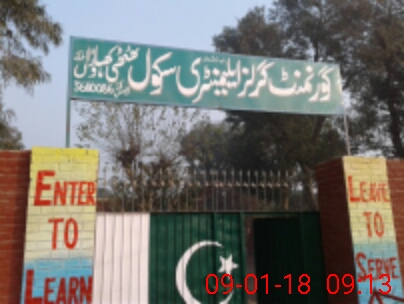 گورنمنٹ گرلز ایلیمنٹری سکول
ENTER
TO
LEARN
LEAVE
TO
SERVE
09-01-18 09:13